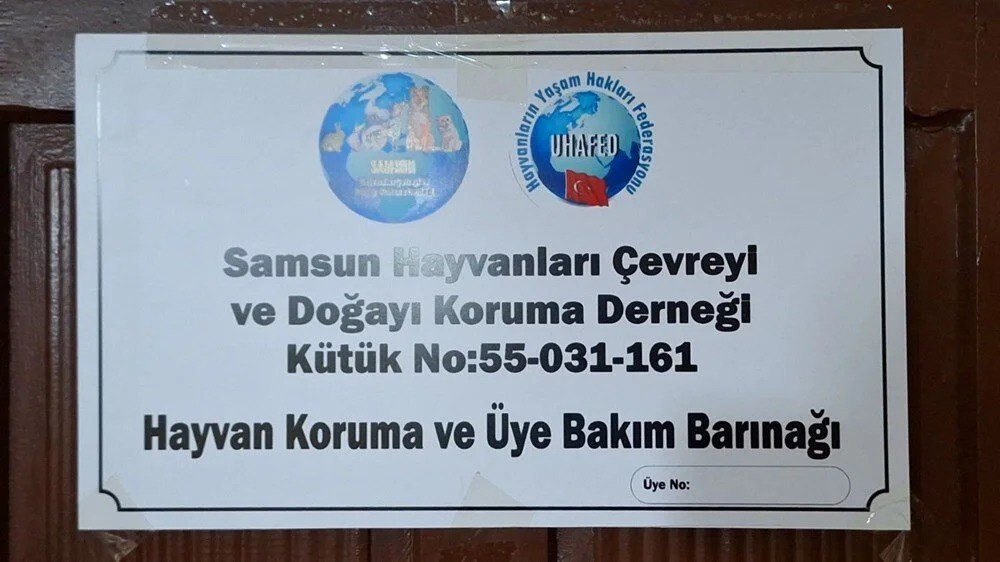 Hayvanların Yaşam Hakları Federasyonu
UHAFED
Samsun Hayvanları Çevreyi
ve Doğayı Koruma Derneği
Kütük No:55-031-161
Hayvan Koruma ve Üye Bakım Barınağı
Üye No: